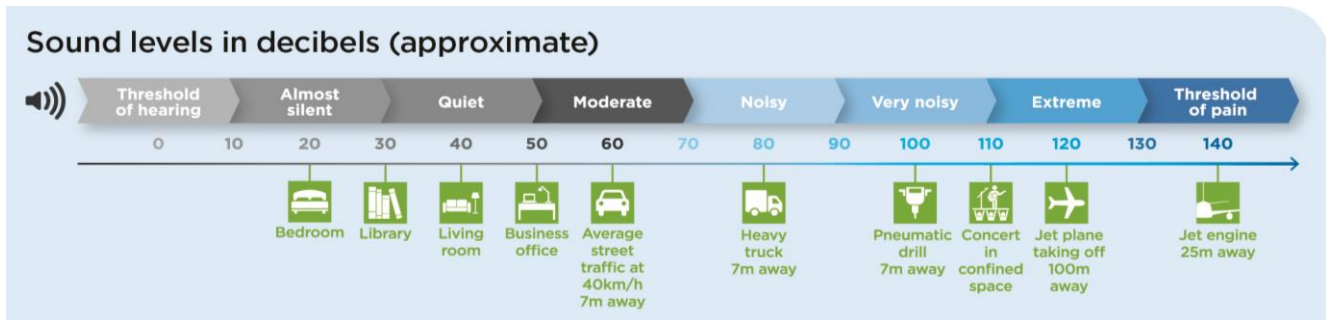 Sound levels in decibels (approximate)
Threshold
of hearing
Almost
silent
Quiet
Moderate
Noisy
Very noisy
Extreme
Threshold
of pain
0 10 20 30 40 50 60 70 80 90 100 110 120 130 140
Bedroom
Library
Living
room
Business
office
Average
street
traffic at
40km/h
7m away
Heavy
truck
7m away
Pneumatic
drill
7m away
Concert
in
confined
space
Jet plane
taking off
100m
away
Jet engine
25m away